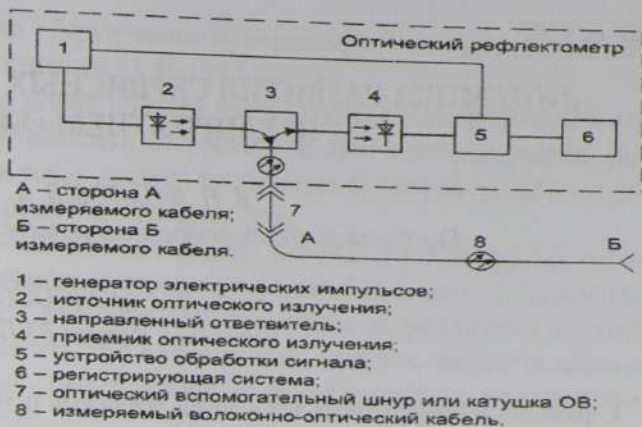 Оптический рефлектометр
1
2
3
4
5
6
А – сторона А
измеряемого кабеля;
Б – сторона Б
измеряемого кабеля.
7
А
8
Б
1 – генератор электрических импульсов;
2 – источник оптического излучения;
3 – направленный ответвитель;
4 – приемник оптического излучения;
5 – устройство обработки сигнала;
6 – регистрирующая система;
7 – оптический вспомогательный шнур или катушка ОВ;
8 – измеряемый волоконно-оптический кабель.